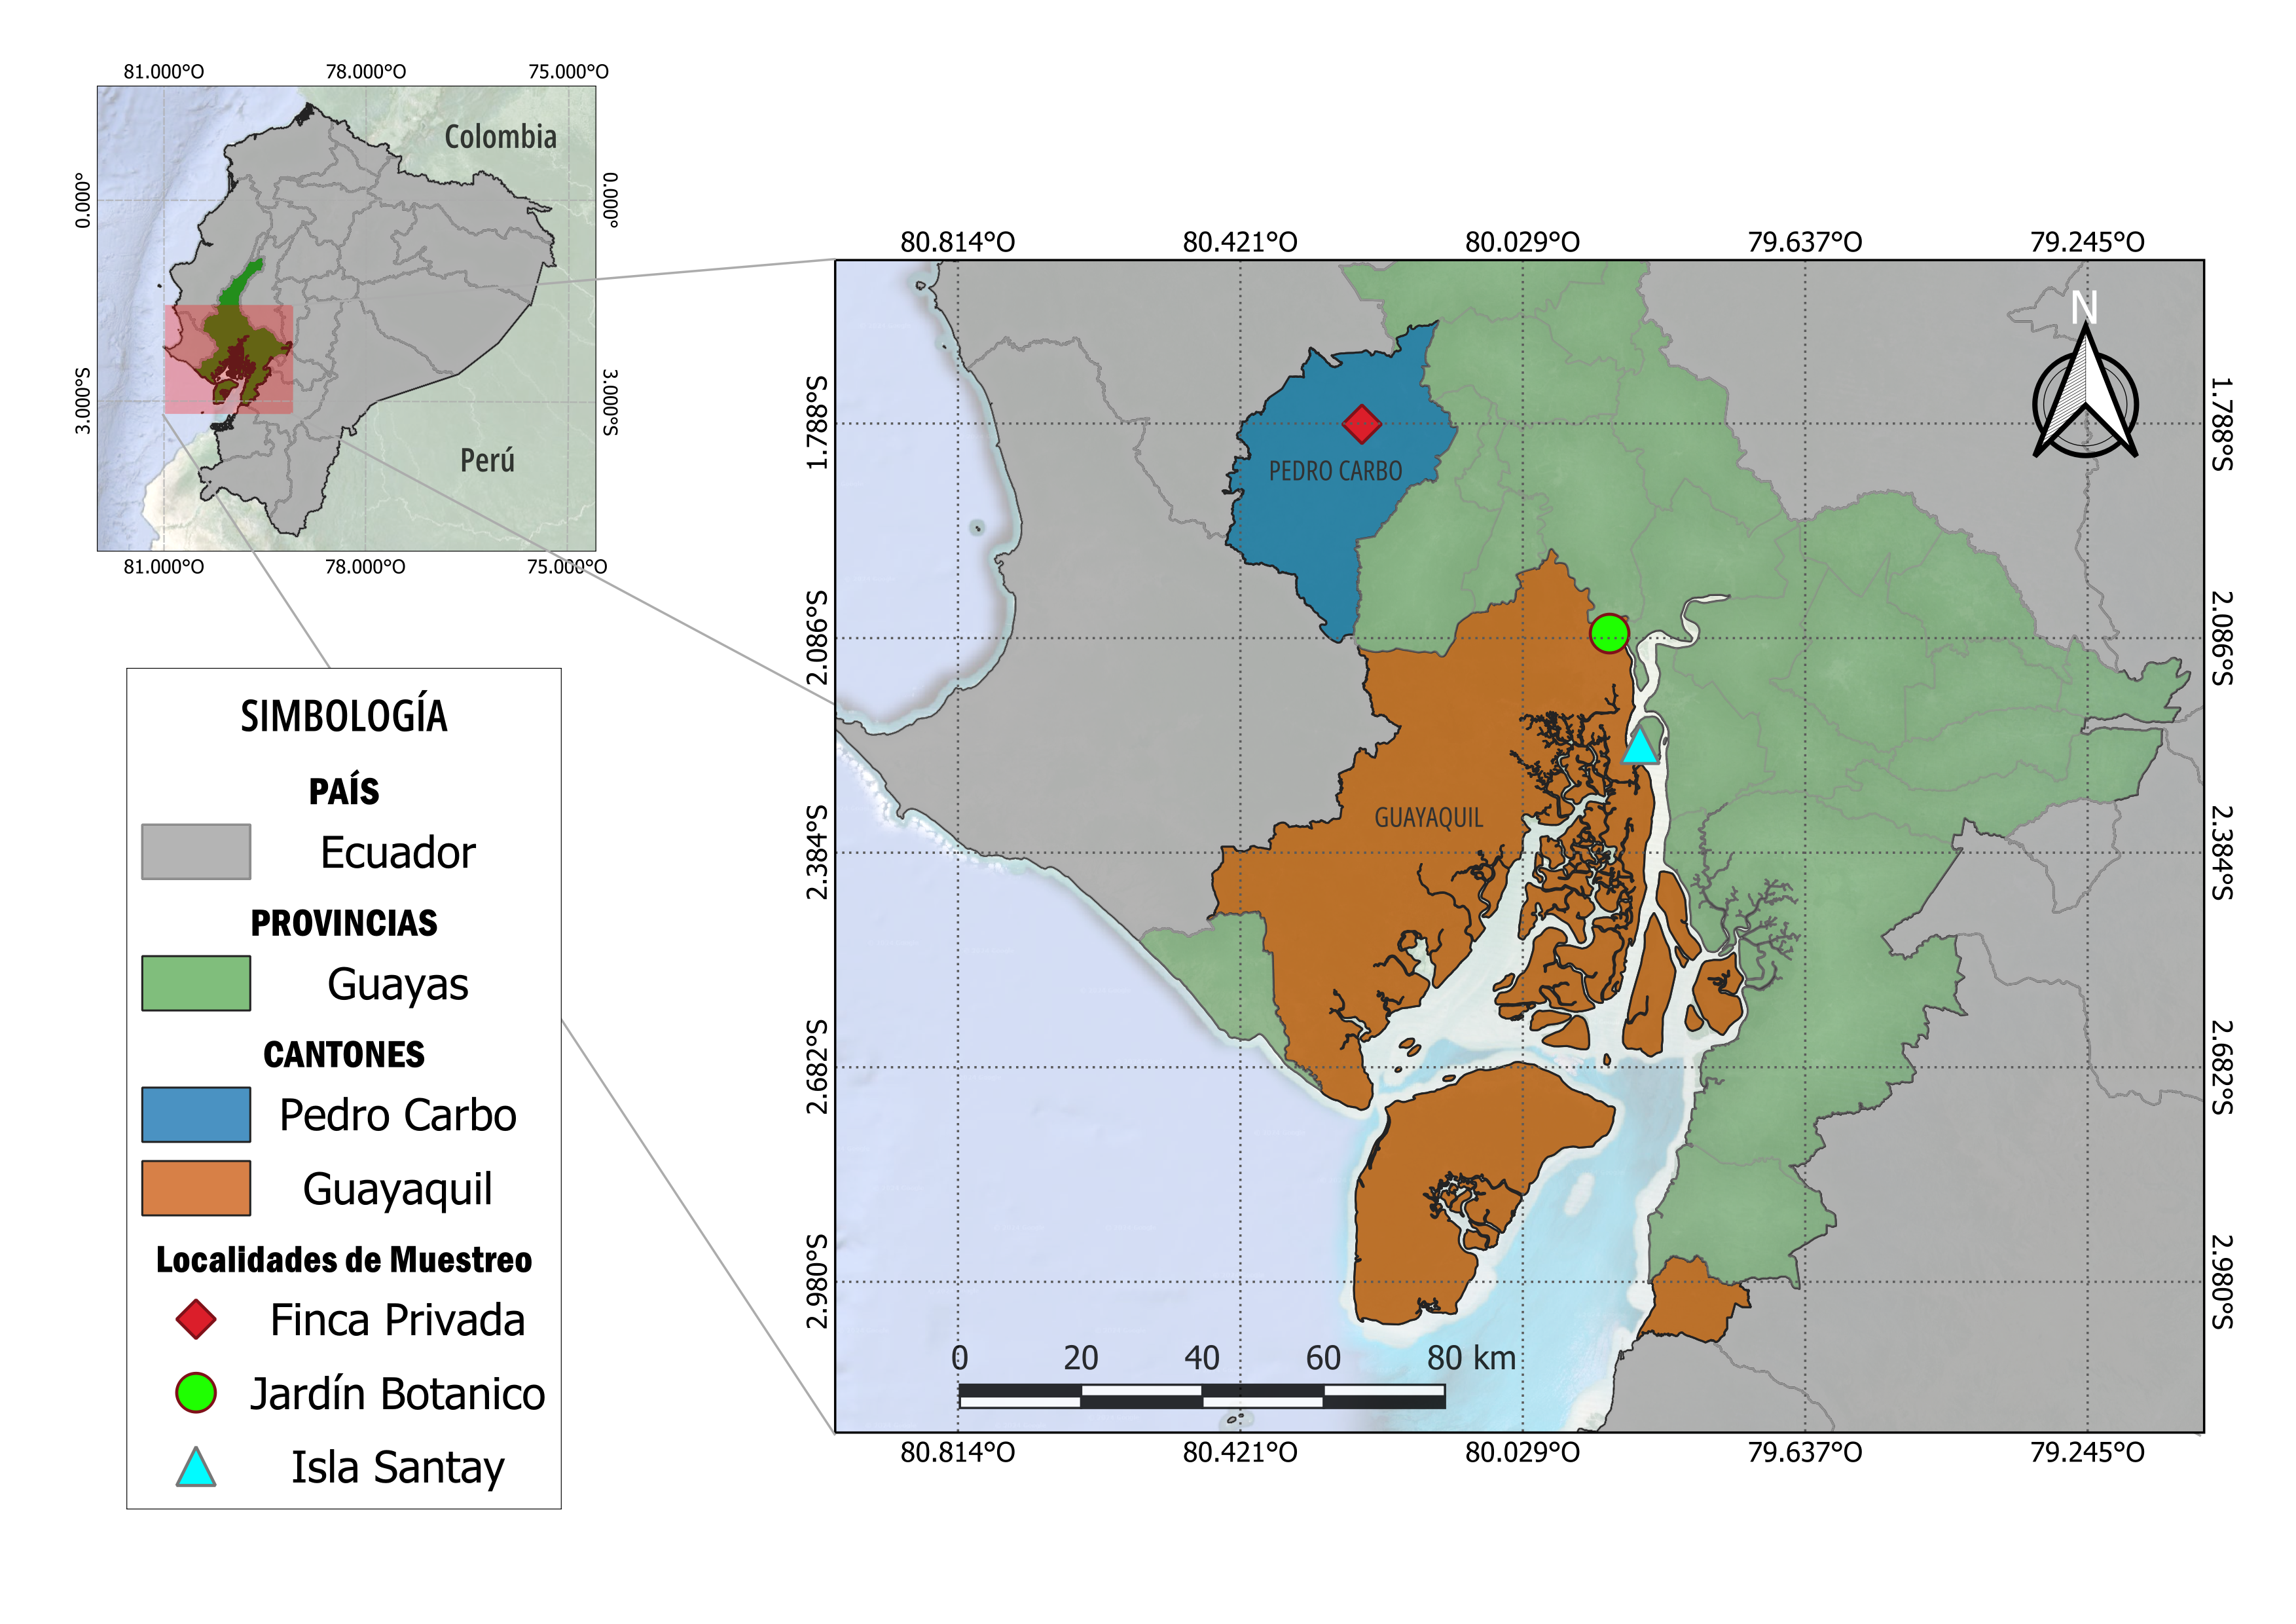 81.000°O 78.000°O 75.000°O
0.000°
3.000°S
Colombia
Perú
0.000°
3.000°S
81.000°O 78.000°O 75.000°O
SIMBOLOGÍA
PAÍS
Ecuador
PROVINCIAS
Guayas
CANTONES
Pedro Carbo
Guayaquil
Localidades de Muestreo
Finca Privada
Jardín Botanico
Isla Santay
80.814°O 80.421°O 80.029°O 79.637°O 79.245°O
1.788°S
2.086°S
2.384°S
2.682°S
2.980°S
N
PEDRO CARBO
GUAYAQUIL
0 20 40 60 80 km
1.788°S
2.086°S
2.384°S
2.682°S
2.980°S
80.814°O 80.421°O 80.029°O 79.637°O 79.245°O